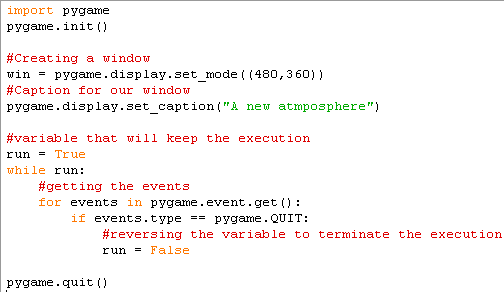 import pygame
pygame.init()

#Creating a window
win = pygame.display.set_mode((480,360))
#Caption for our window
pygame.display.set_caption("A new atmposphere")

#variable that will keep the execution
run = True
while run:
    #getting the events
    for events in pygame.event.get():
        if events.type == pygame.QUIT:
            #reversing the variable to terminate the execution
            run = False

pygame.quit()